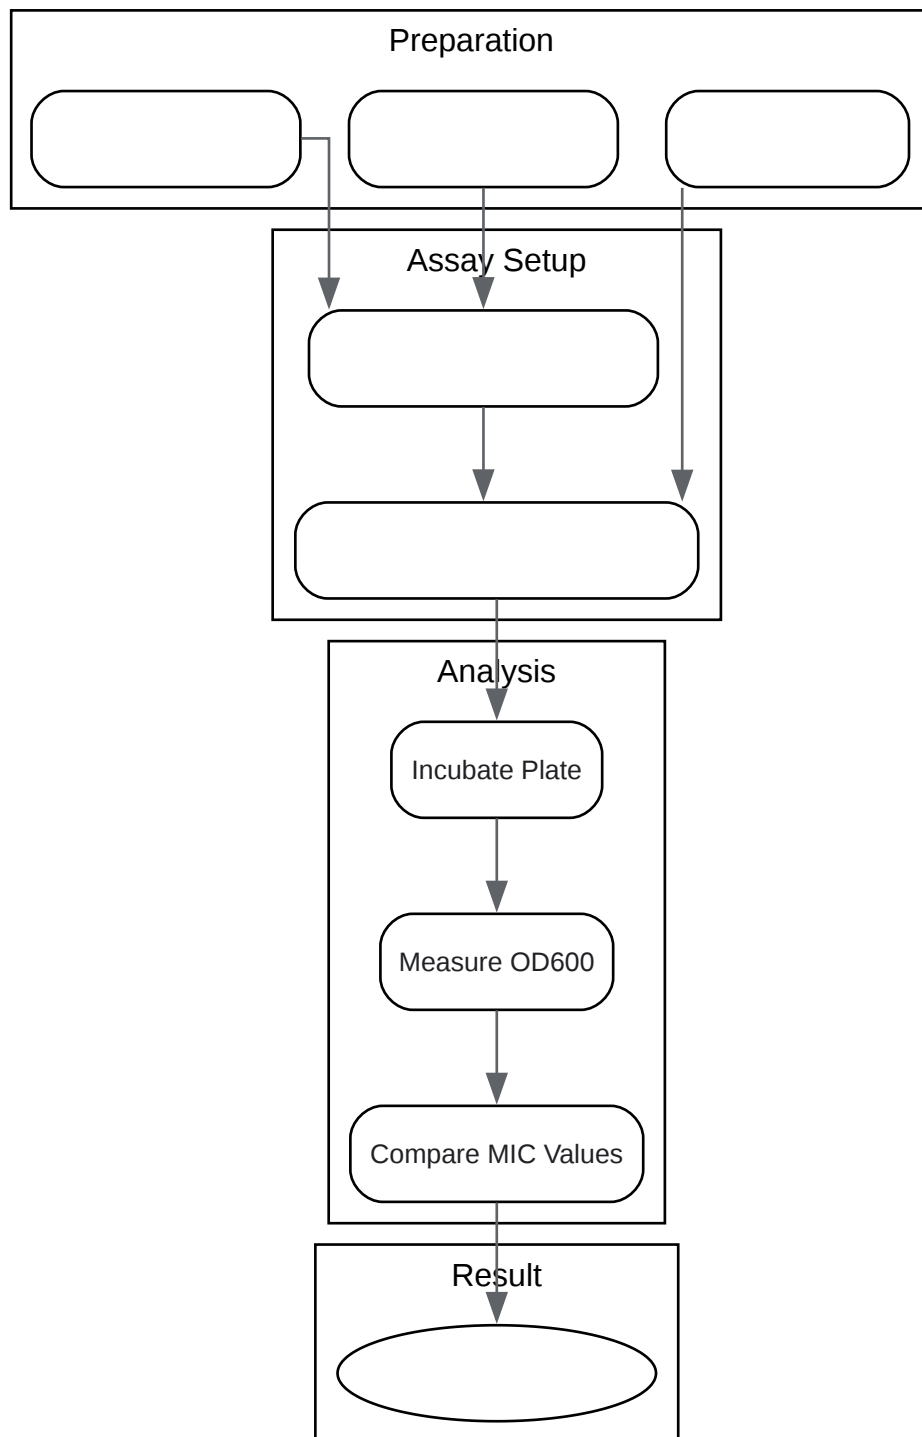 Preparation
Assay Setup
Analysis
Incubate Plate
Measure OD600
Compare MIC Values
Result